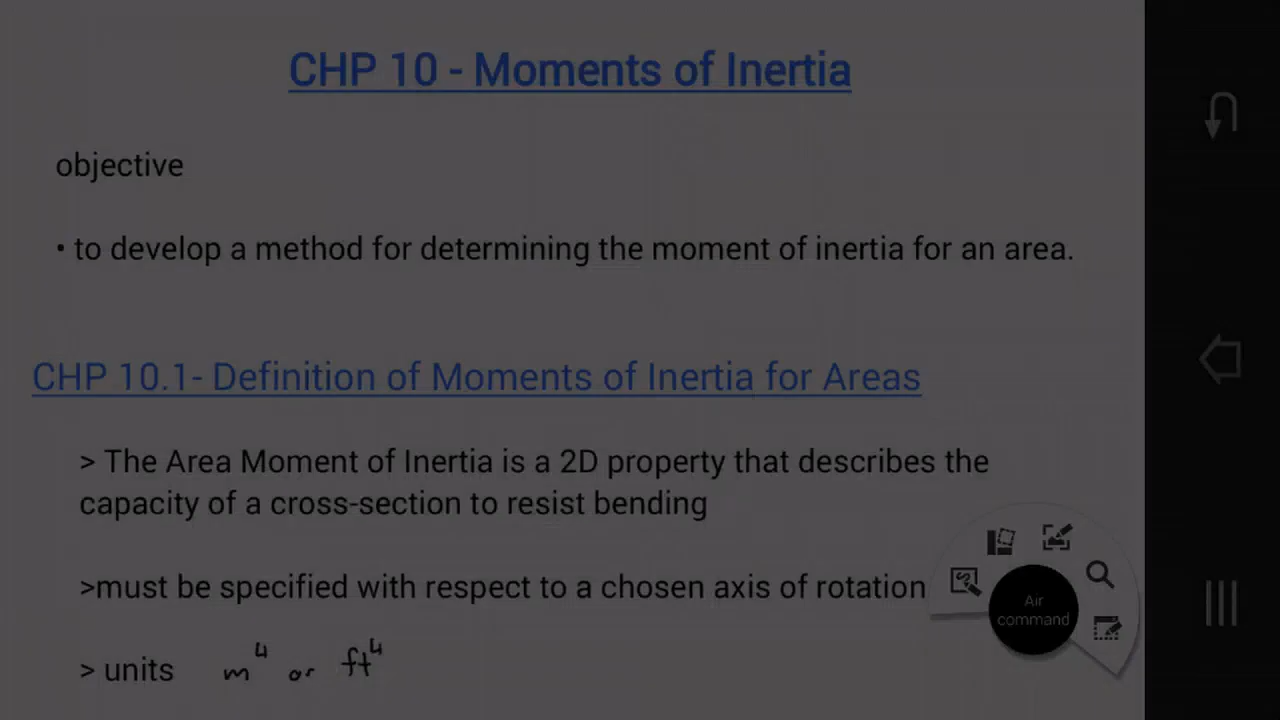 CHP 10 - Moments of Inertia
objective
• to develop a method for determining the moment of inertia for an area.
CHP 10.1- Definition of Moments of Inertia for Areas
> The Area Moment of Inertia is a 2D property that describes the
capacity of a cross-section to resist bending
>must be specified with respect to a chosen axis of rotation
> units m⁴ or ft⁴
Air
command